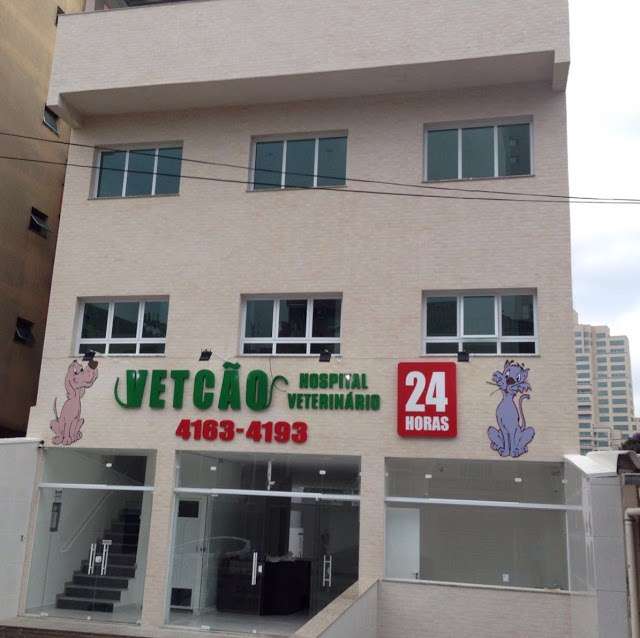 VETCÃO
HOSPITAL
VETERINÁRIO
4163-4193
24
HORAS